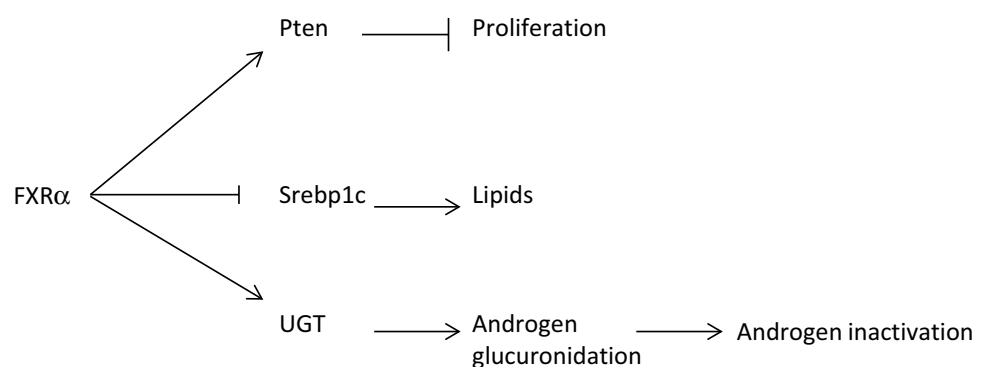 Pten
Proliferation
FXRα
Srebp1c
Lipids
UGT
Androgen
glucuronidation
Androgen inactivation